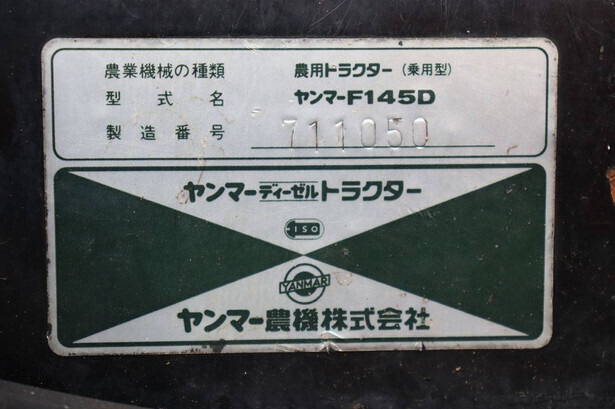 農業機械の種類 農用トラクター（乗用型）
型式名 ヤンマーF145D
製造番号 711050
ヤンマーディーゼルトラクター
ISO
YANMAR
ヤンマー農機株式会社